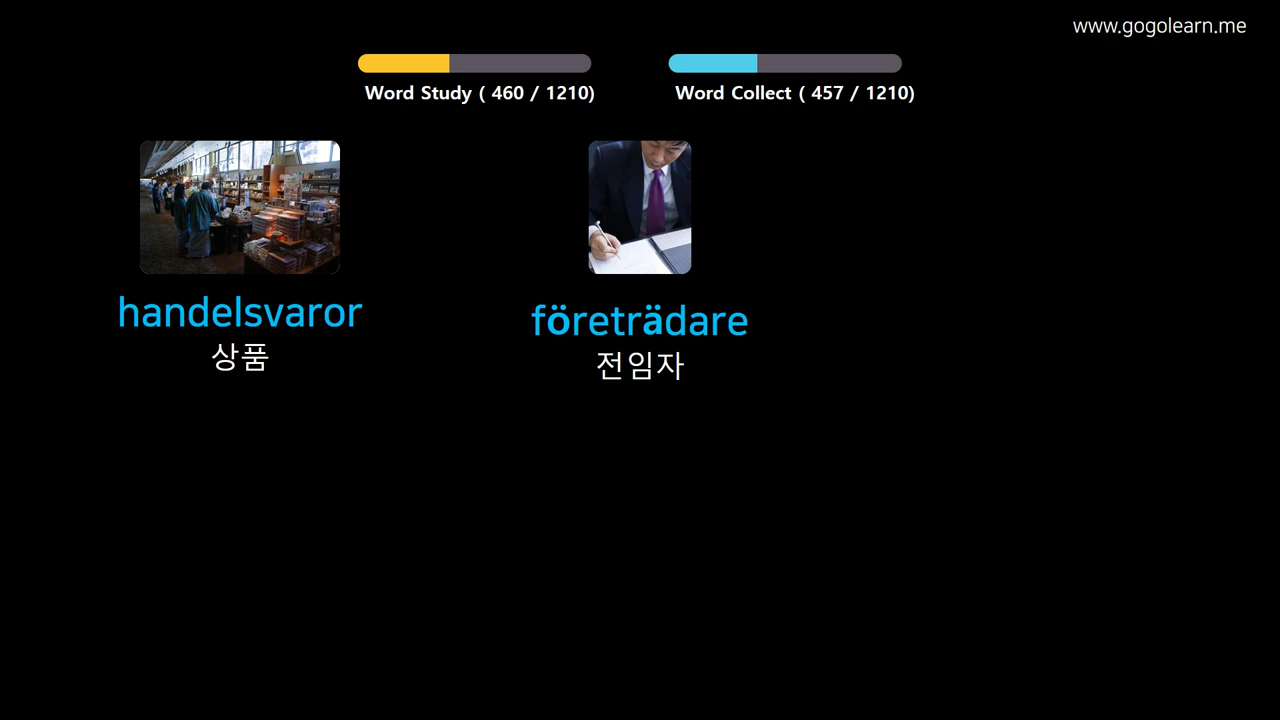 www.gogolearn.me
Word Study ( 460 / 1210)
Word Collect ( 457 / 1210)
handelsvaror
상품
företrädare
전임자